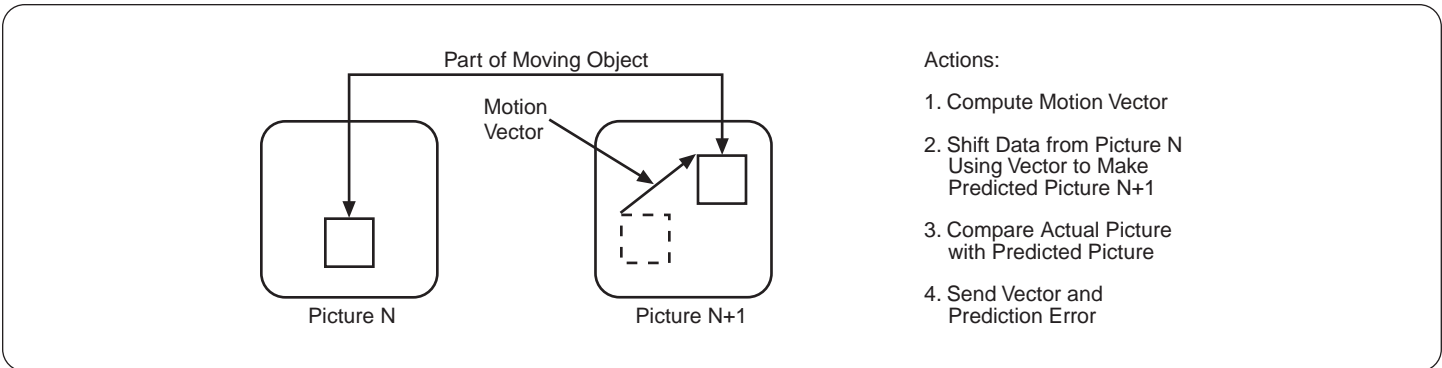 Part of Moving Object
Motion
Vector
Picture N
Picture N+1
Actions:
1. Compute Motion Vector
2. Shift Data from Picture N
Using Vector to Make
Predicted Picture N+1
3. Compare Actual Picture
with Predicted Picture
4. Send Vector and
Prediction Error